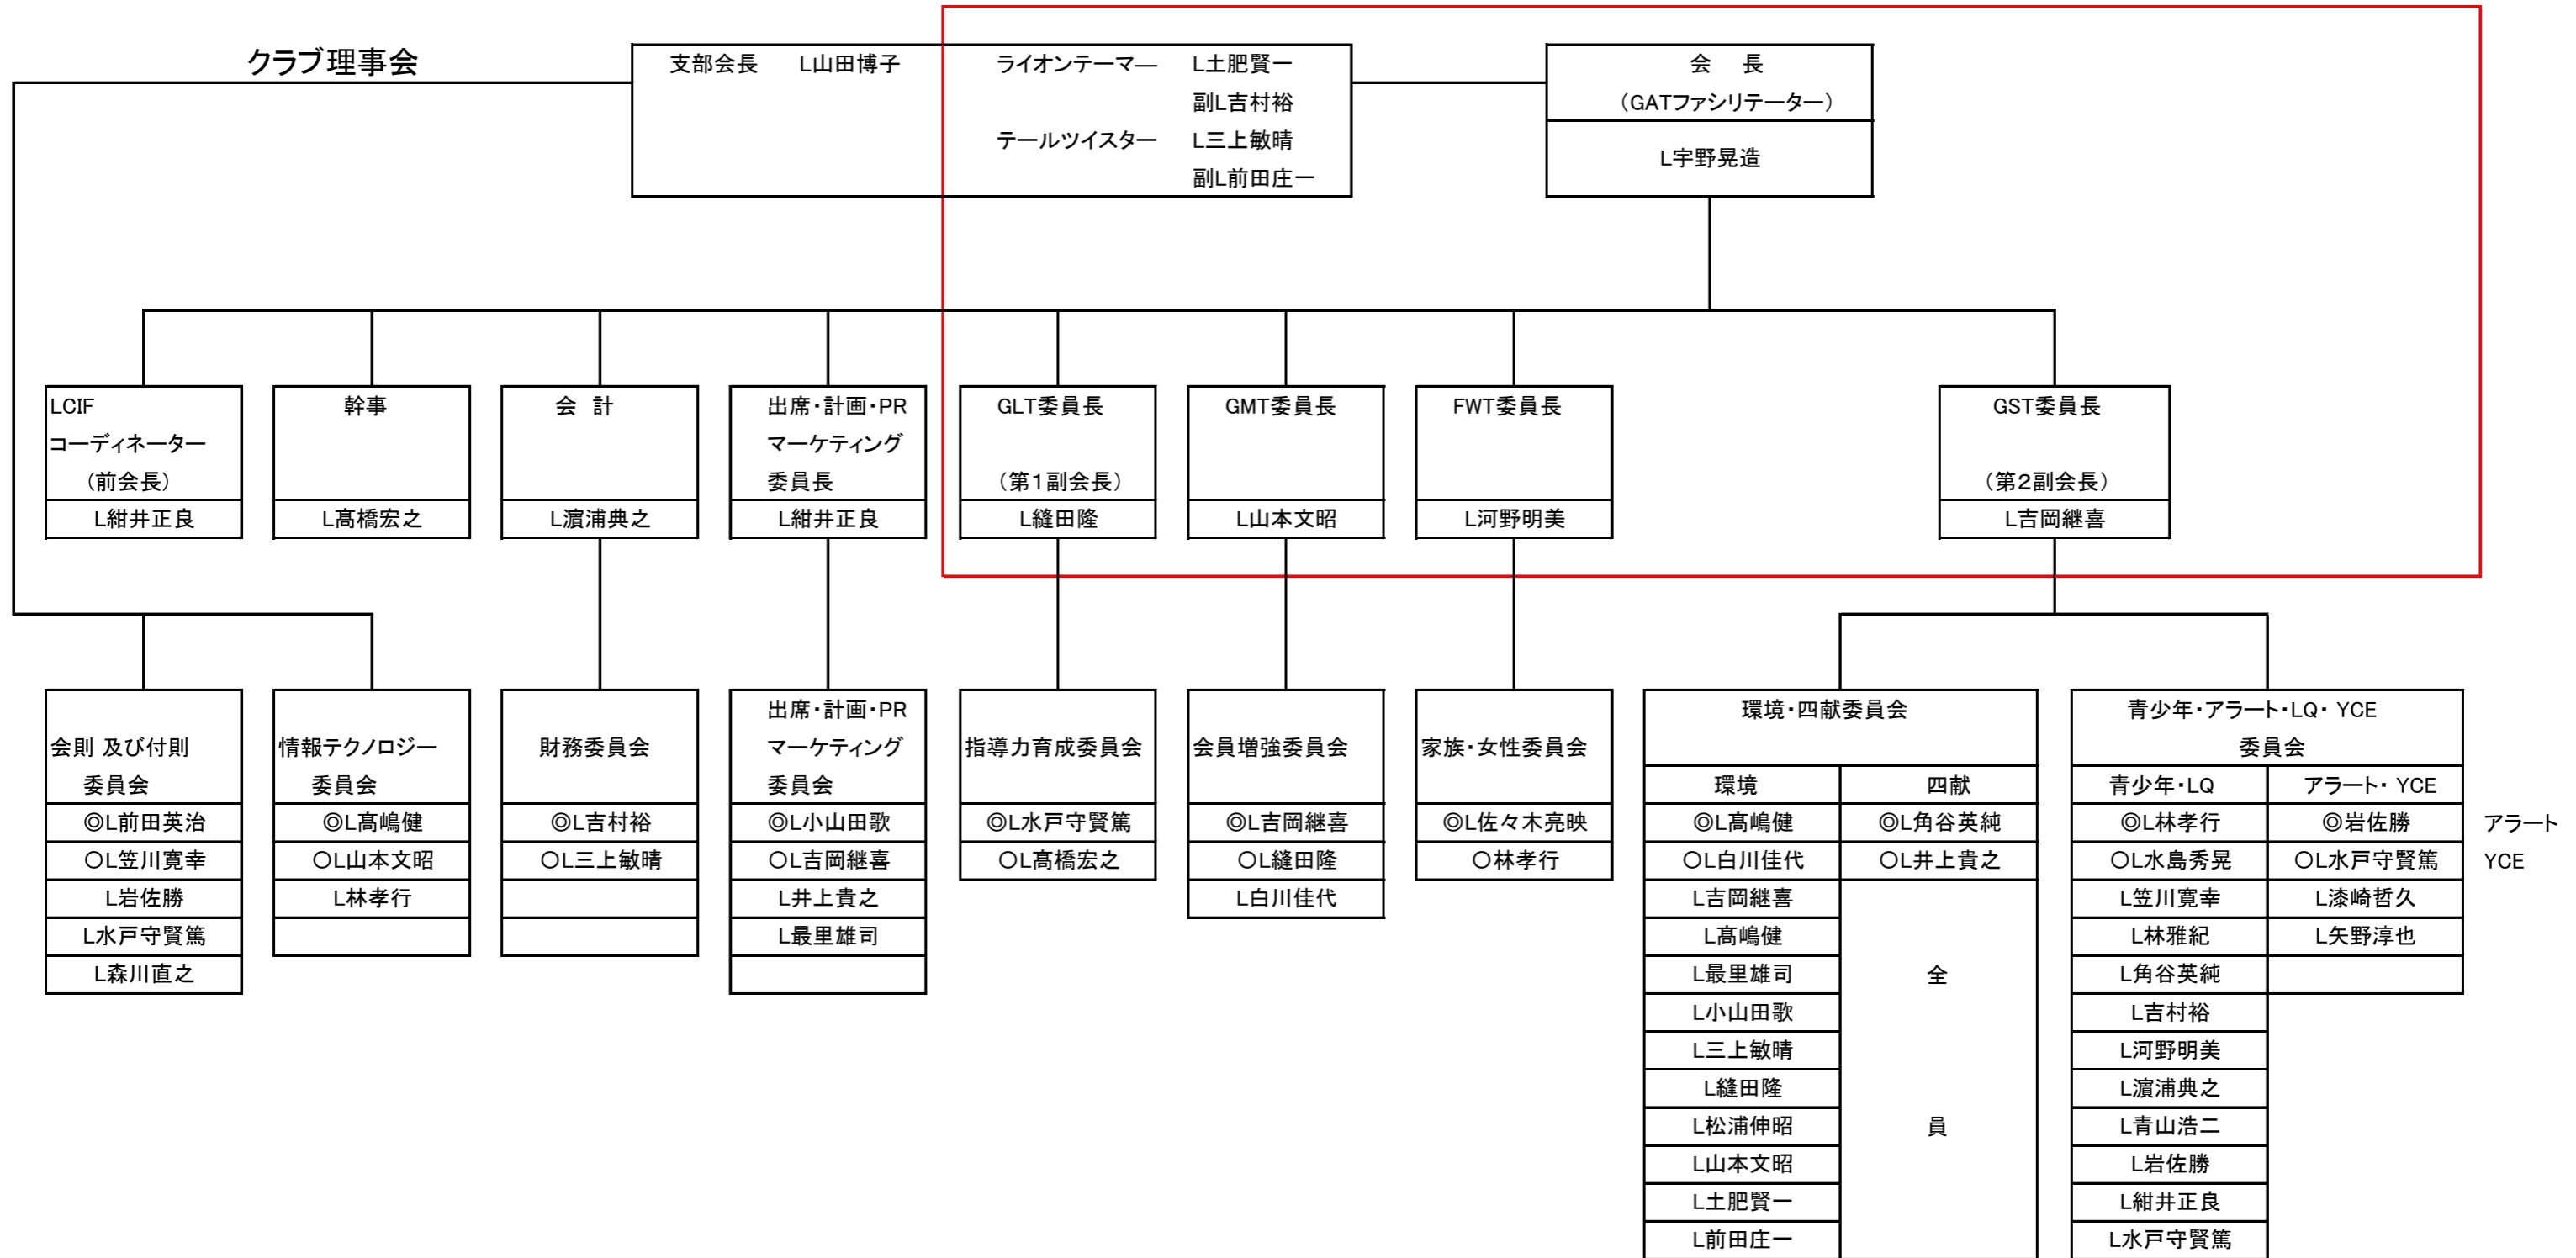 クラブ理事会
支部会長 L山田博子 ライオンテーマ― L土肥賢一
副L吉村裕
テールツイスター L三上敏晴
副L前田庄一
会 長
（GATファシリテーター）
L宇野晃造
LCIF
コーディネーター
（前会長）
L紺井正良
幹事
L髙橋宏之
会 計
L濵浦典之
出席・計画・PR
マーケティング
委員長
L紺井正良
GLT委員長
（第1副会長）
L縫田隆
GMT委員長
L山本文昭
FWT委員長
L河野明美
GST委員長
（第2副会長）
L吉岡継喜
会則 及び付則
委員会
◎L前田英治
○L笠川寛幸
L岩佐勝
L水戸守賢篤
L森川直之
情報テクノロジー
委員会
◎L髙嶋健
○L山本文昭
L林孝行
財務委員会
◎L吉村裕
○L三上敏晴
出席・計画・PR
マーケティング
委員会
◎L小山田歌
○L吉岡継喜
L井上貴之
L最里雄司
指導力育成委員会
◎L水戸守賢篤
○L髙橋宏之
会員増強委員会
◎L吉岡継喜
○L縫田隆
L白川佳代
家族・女性委員会
◎L佐々木亮映
○林孝行
環境・四献委員会
環境
◎L髙嶋健
○L白川佳代
L吉岡継喜
L髙嶋健
L最里雄司
L小山田歌
L三上敏晴
L縫田隆
L松浦伸昭
L山本文昭
L土肥賢一
L前田庄一
四献
◎L角谷英純
○L井上貴之
全
員
青少年・アラート・LQ・ YCE
委員会
青少年・LQ
◎L林孝行
○L水島秀晃
L笠川寛幸
L林雅紀
L角谷英純
L吉村裕
L河野明美
L濵浦典之
L青山浩二
L岩佐勝
L紺井正良
L水戸守賢篤
アラート・ YCE
◎岩佐勝 アラート
○L水戸守賢篤 YCE
L漆崎哲久
L矢野淳也